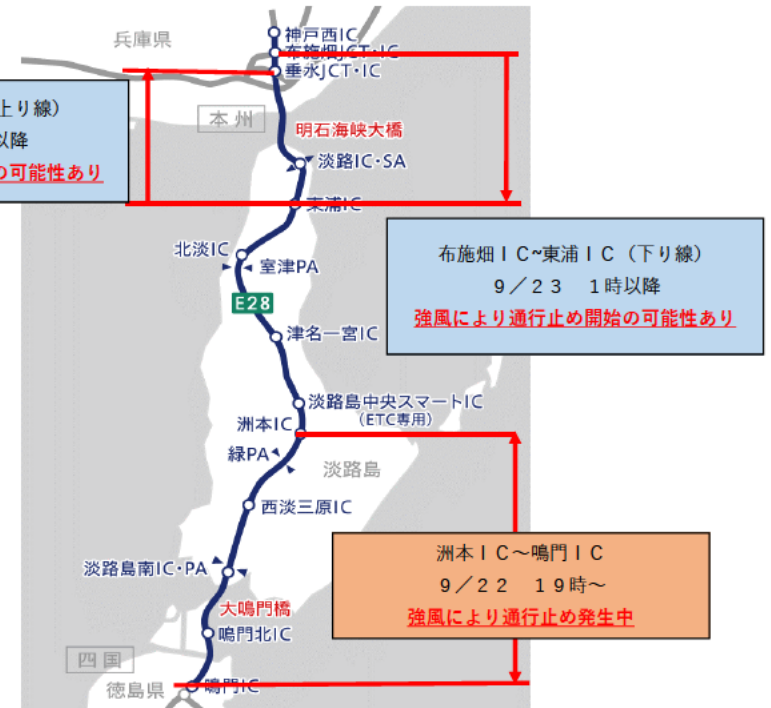 神戸西IC
兵庫県
布施畑JCT・IC
垂水JCT・IC
上り線）
以降
の可能性あり
本州
明石海峡大橋
淡路IC・SA
東浦IC
北淡IC
室津PA
布施畑ＩＣ~東浦ＩＣ（下り線）
９／２３　１時以降
強風により通行止め開始の可能性あり
E28
津名一宮IC
淡路島中央スマートIC
（ETC専用）
洲本IC
緑PA
淡路島
西淡三原IC
洲本ＩＣ～鳴門ＩＣ
９／２２　１９時～
強風により通行止め発生中
淡路島南IC・PA
大鳴門橋
鳴門北IC
四国
徳島県
鳴門IC